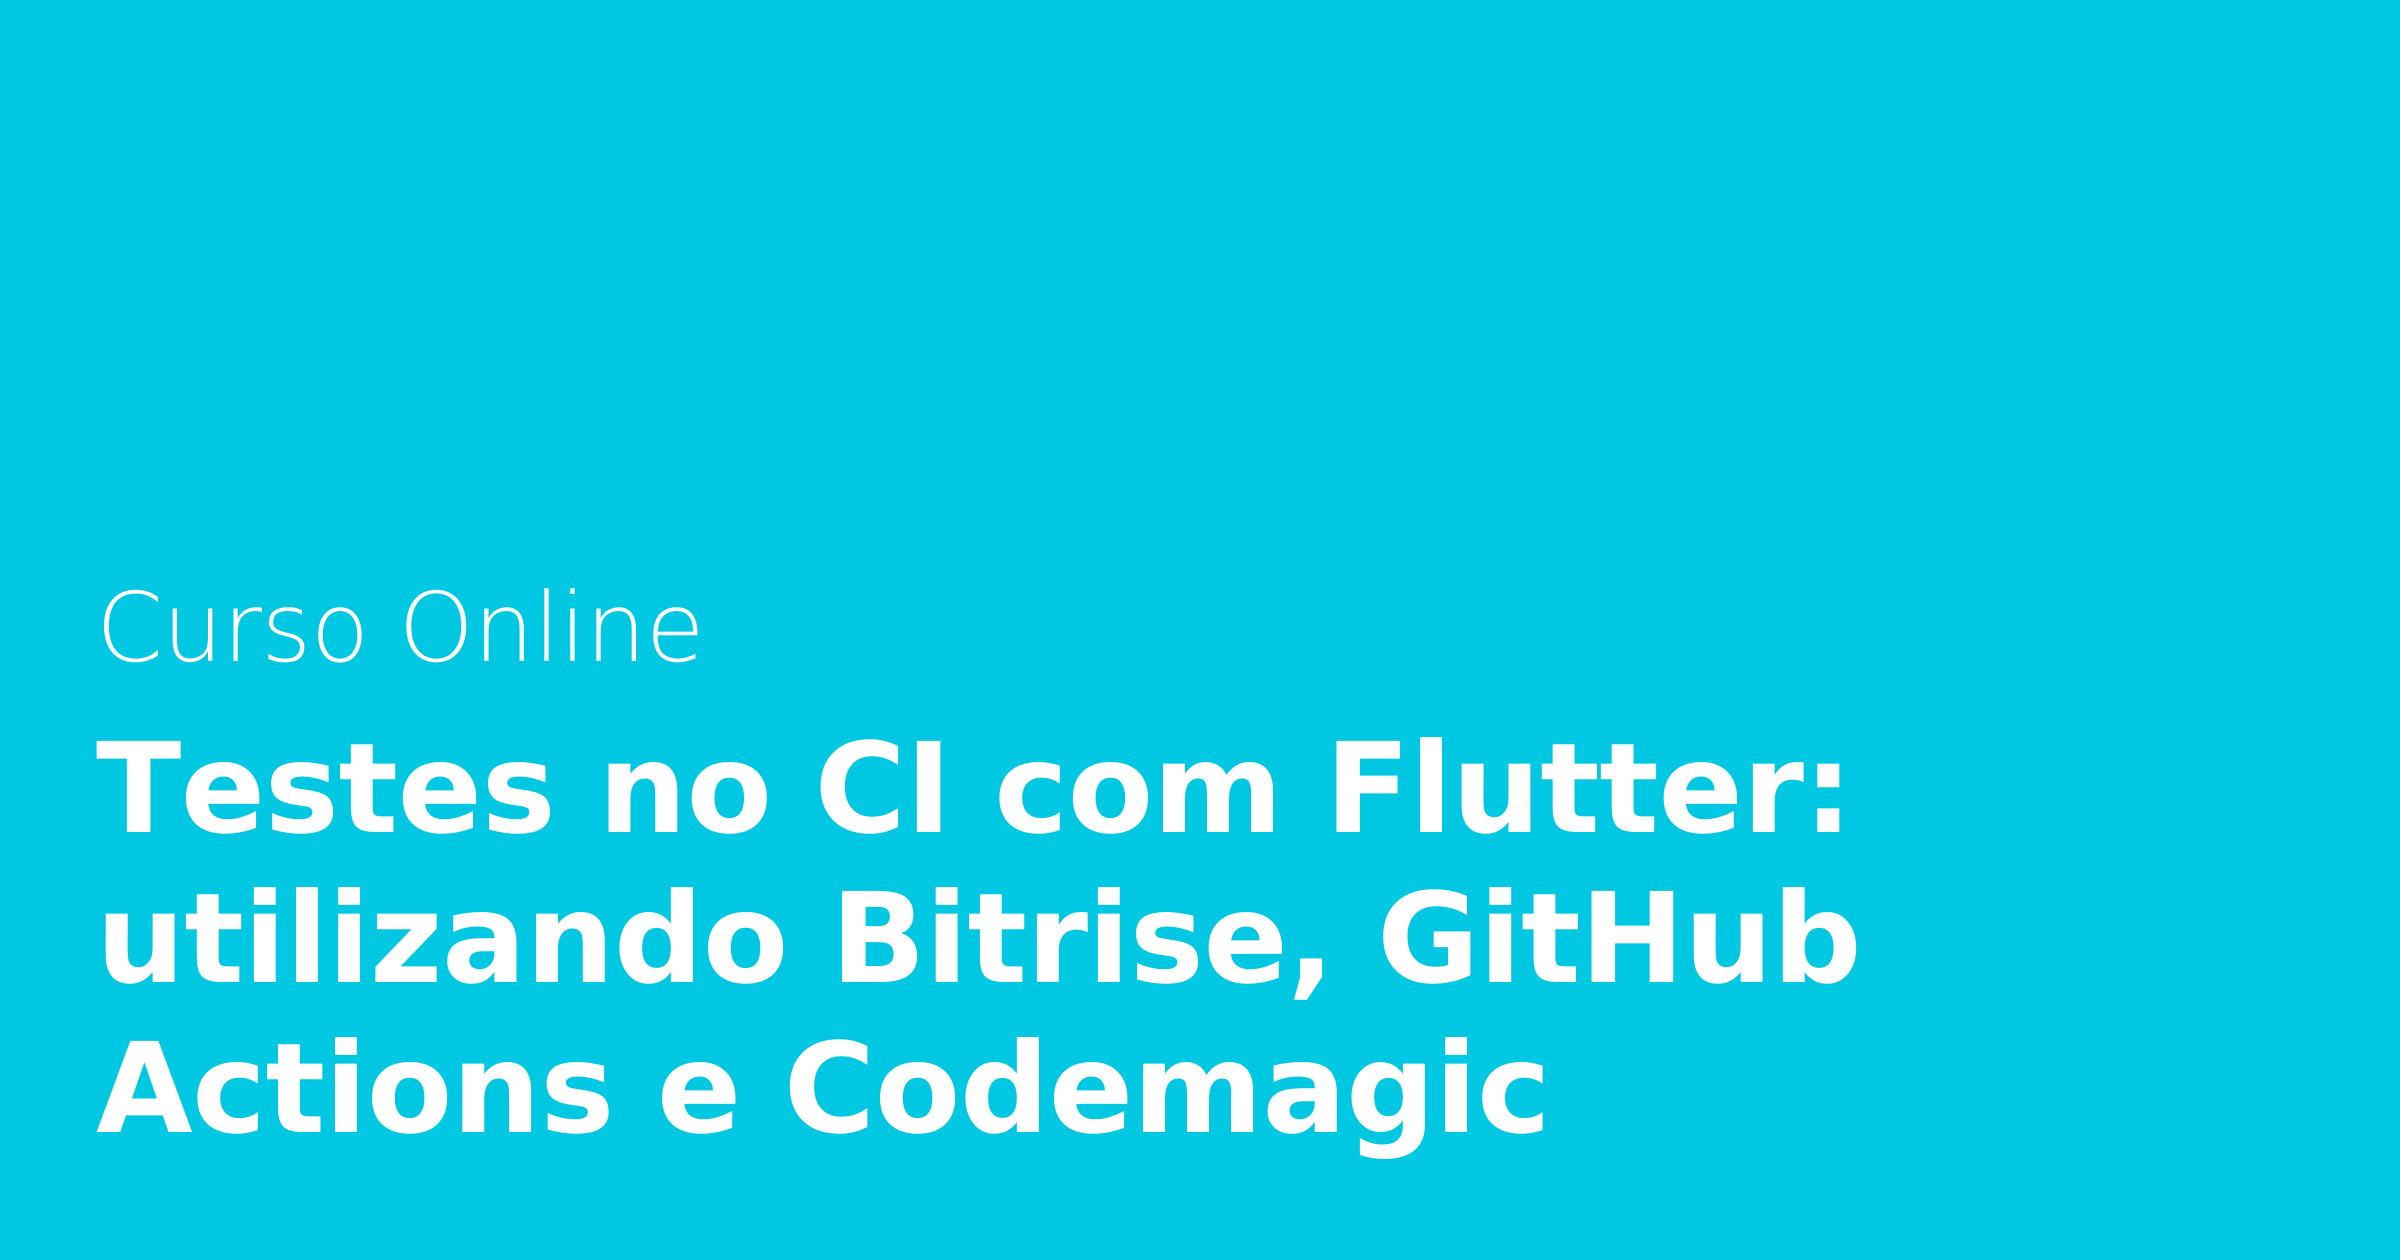 Curso Online
Testes no CI com Flutter:
utilizando Bitrise, GitHub
Actions e Codemagic